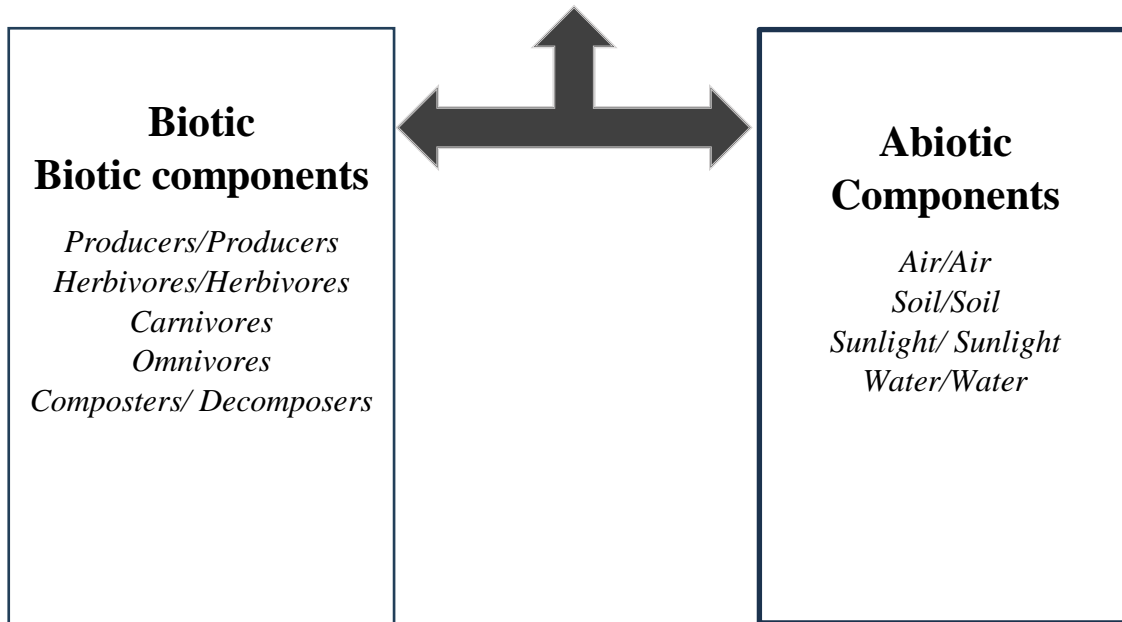 Biotic
Biotic components
Producers/Producers
Herbivores/Herbivores
Carnivores
Omnivores
Composters/ Decomposers
Abiotic
Components
Air/Air
Soil/Soil
Sunlight/ Sunlight
Water/Water